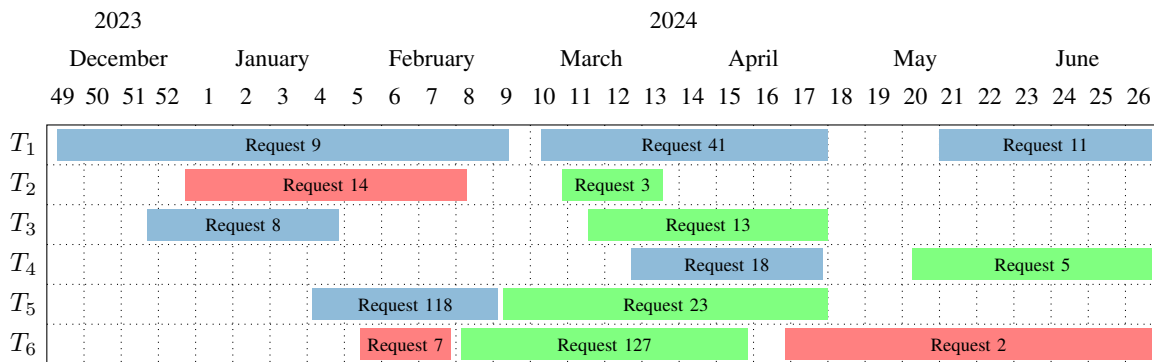 2023 2024
December January February March April May June
49 50 51 52 1 2 3 4 5 6 7 8 9 10 11 12 13 14 15 16 17 18 19 20 21 22 23 24 25 26
T1 Request 9 Request 41 Request 11
T2 Request 14 Request 3
T3 Request 8 Request 13
T4 Request 18 Request 5
T5 Request 118 Request 23
T6 Request 7 Request 127 Request 2